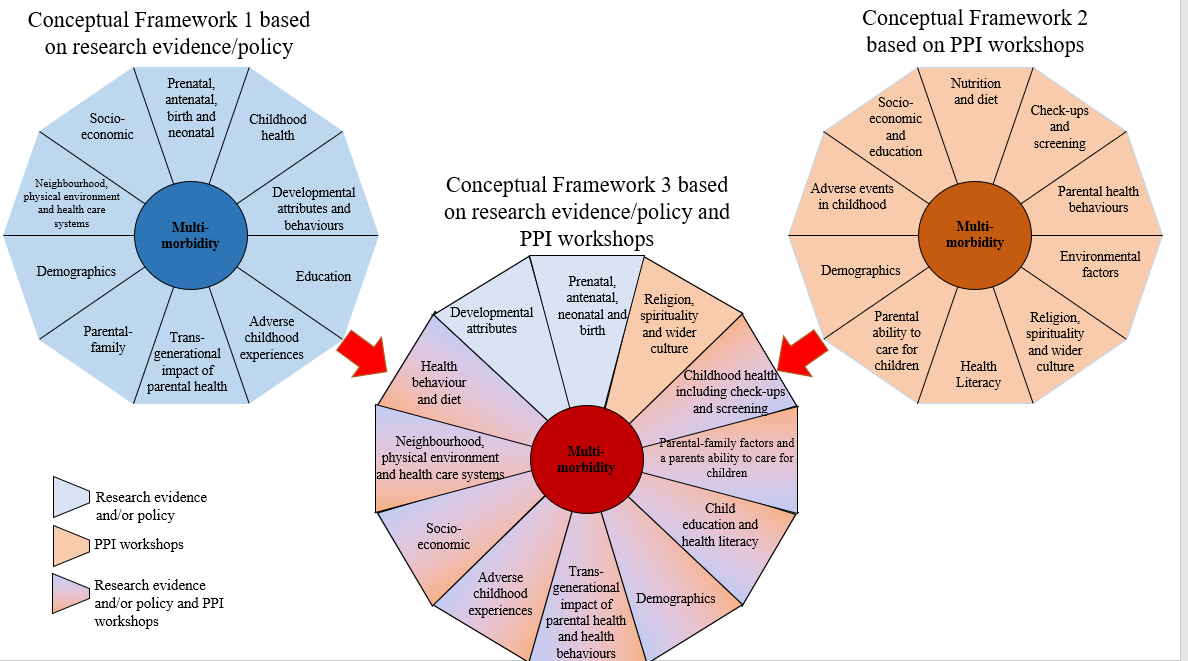 Conceptual Framework 1 based
on research evidence/policy
Prenatal,
antenatal,
birth and
neonatal
Childhood
health
Developmental
attributes and
behaviours
Education
Adverse
childhood
experiences
Trans-
generational
impact of
parental health
Parental-
family
Demographics
Neighbourhood,
physical environment
and health care
systems
Socio-
economic
Multi-
morbidity
Conceptual Framework 2
based on PPI workshops
Nutrition
and diet
Check-ups
and
screening
Parental health
behaviours
Environmental
factors
Religion,
spirituality
and wider
culture
Health
Literacy
Parental
ability to
care for
children
Demographics
Adverse events
in childhood
Socio-
economic
and
education
Multi-
morbidity
Conceptual Framework 3 based
on research evidence/policy and
PPI workshops
Prenatal,
antenatal,
neonatal and
birth
Religion,
spirituality
and wider
culture
Childhood health
including check-ups
and screening
Parental-family factors and
a parents ability to care for
children
Child
education and
health literacy
Demographics
Trans-
generational
impact of
parental health
and health
behaviours
Adverse
childhood
experiences
Socio-
economic
Neighbourhood,
physical environment
and health care systems
Health
behaviour
and diet
Developmental
attributes
Multi-
morbidity
Research evidence
and/or policy
PPI workshops
Research evidence
and/or policy and PPI
workshops